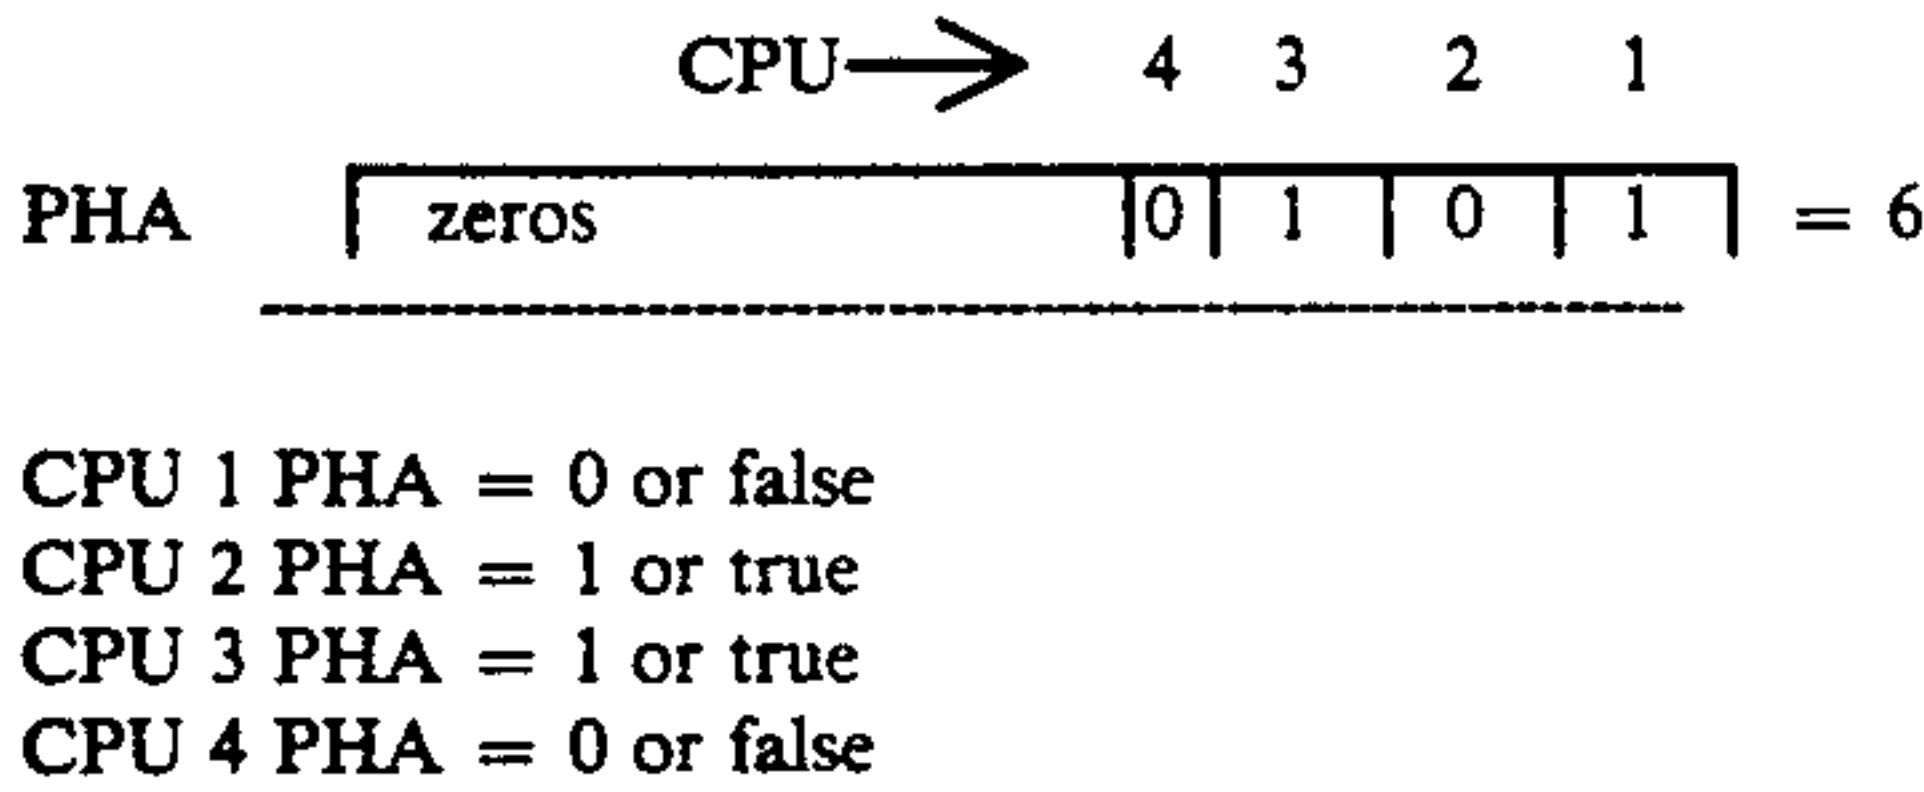 CPU 4 3 2 1
PHA zeros 0 1 0 1 = 6
CPU 1 PHA = 0 or false
CPU 2 PHA = 1 or true
CPU 3 PHA = 1 or true
CPU 4 PHA = 0 or false